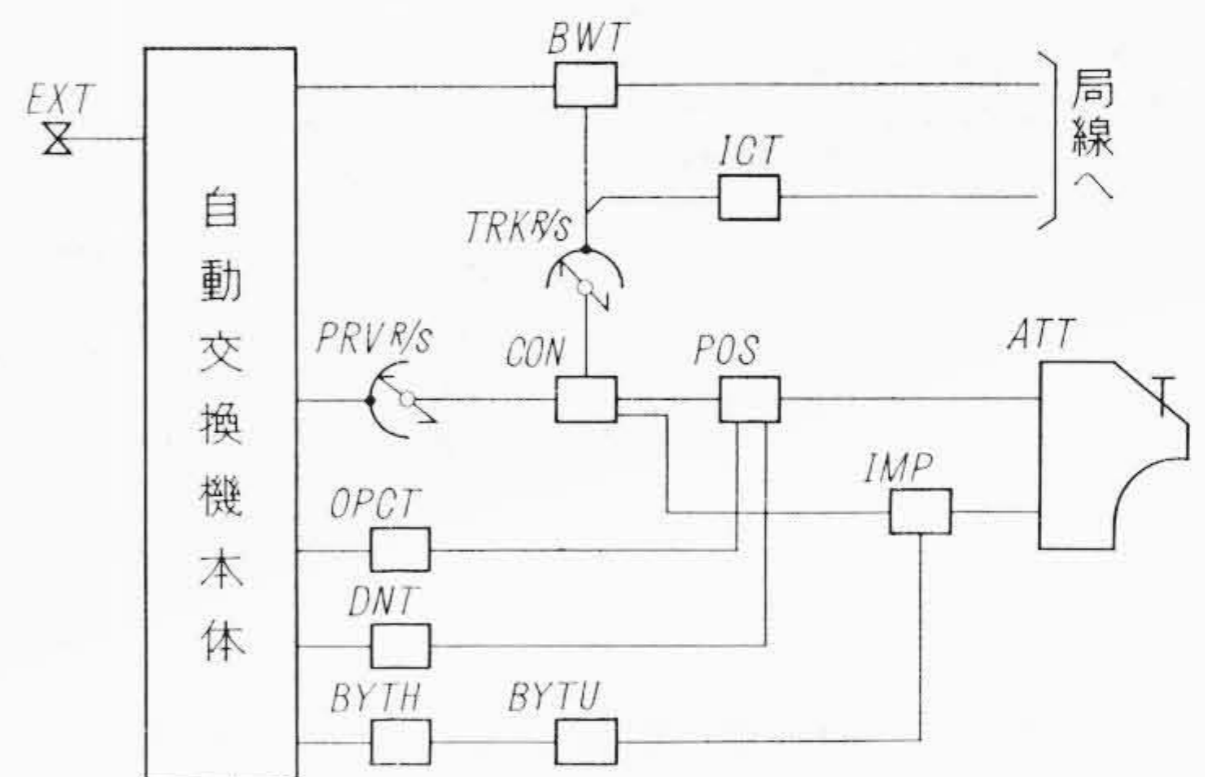 BWT
EXT
局線へ
ICT
自動交換機本体
TRKR/S
PRVR/S
CON
POS
ATT
IMP
OPCT
DNT
BYTH
BYTU